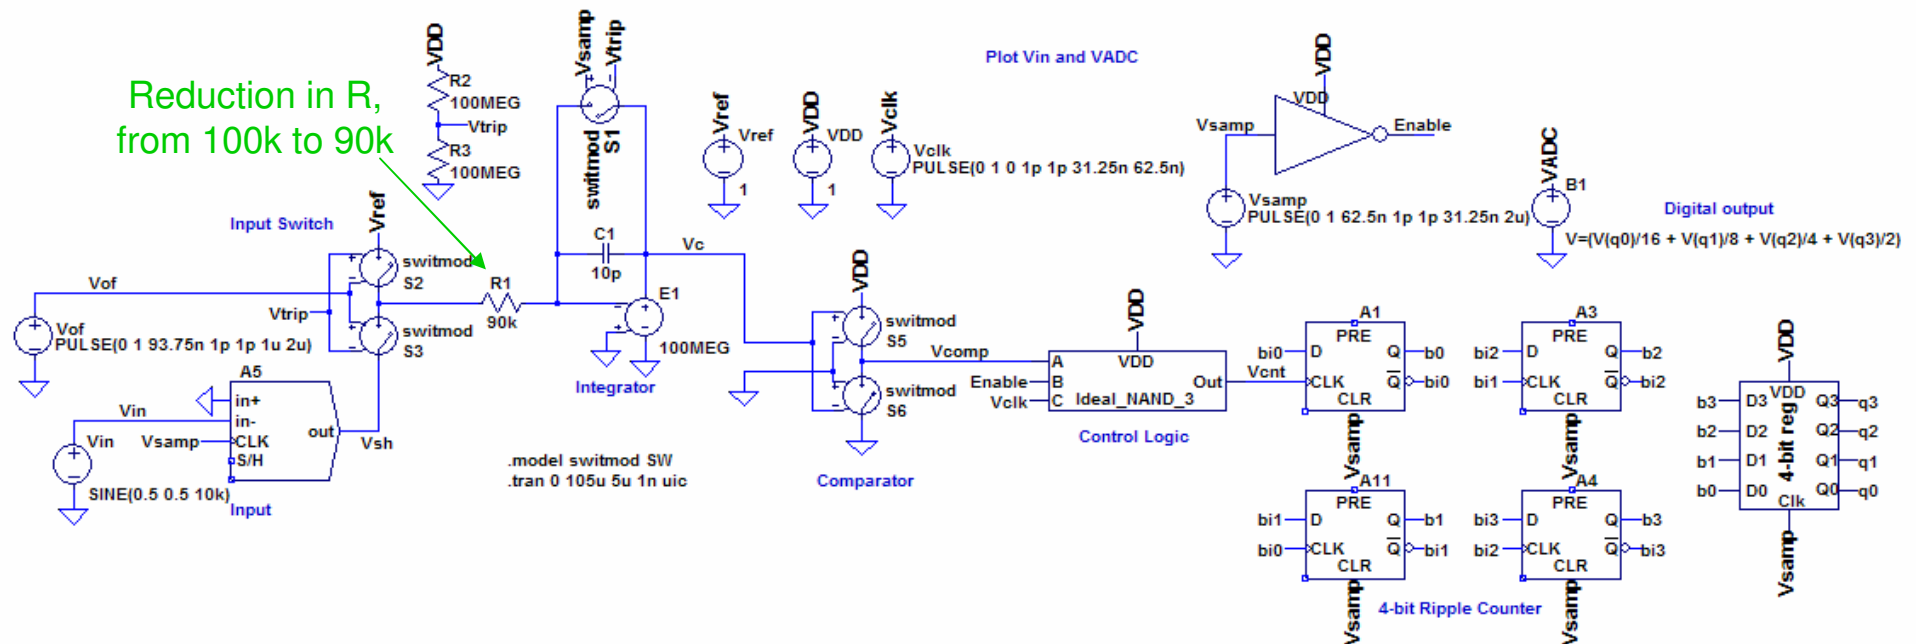 Reduction in R,
from 100k to 90k
VDD
R2
100MEG
Vtrip
R3
100MEG
Vsamp
Vtrip
+
-
switmod
S1
C1
10p
Vc
Vref
Vref
+
-
1
VDD
VDD
+
-
1
Vclk
Vclk
+
-
PULSE(0 1 0 1p 1p 31.25n 62.5n)
Plot Vin and VADC
VDD
VDD
Vsamp
Enable
Vsamp
+
-
PULSE(0 1 62.5n 1p 1p 31.25n 2u)
VADC
B1
+
-
Digital output
V=(V(q0)/16 + V(q1)/8 + V(q2)/4 + V(q3)/2)
Input Switch
Vref
+
-
switmod
S2
Vof
Vof
+
-
PULSE(0 1 93.75n 1p 1p 1u 2u)
Vtrip
+
-
switmod
S3
R1
90k
E1
+
-
-
+
100MEG
Integrator
A5
in+
in-
CLK
S/H
out
Vsh
Vin
Vsamp
Vin
+
-
SINE(0.5 0.5 10k)
Input
.model switmod SW
.tran 0 105u 5u 1n uic
VDD
+
-
switmod
S5
Vcomp
+
-
switmod
S6
Comparator
VDD
VDD
A
Enable
B
Vclk
C
Out
Ideal_NAND_3
Control Logic
Vcnt
A1
PRE
bi0
D
Q
b0
CLK
Q
bi0
CLR
Vsamp
A3
PRE
bi2
D
Q
b2
bi1
CLK
Q
bi2
CLR
Vsamp
A11
PRE
bi1
D
Q
b1
bi0
CLK
Q
bi1
CLR
Vsamp
A4
PRE
bi3
D
Q
b3
bi2
CLK
Q
bi3
CLR
Vsamp
4-bit Ripple Counter
VDD
VDD
b3
D3
Q3
q3
b2
D2
Q2
q2
b1
D1
Q1
q1
b0
D0
Q0
q0
4-bit reg
Clk
Vsamp